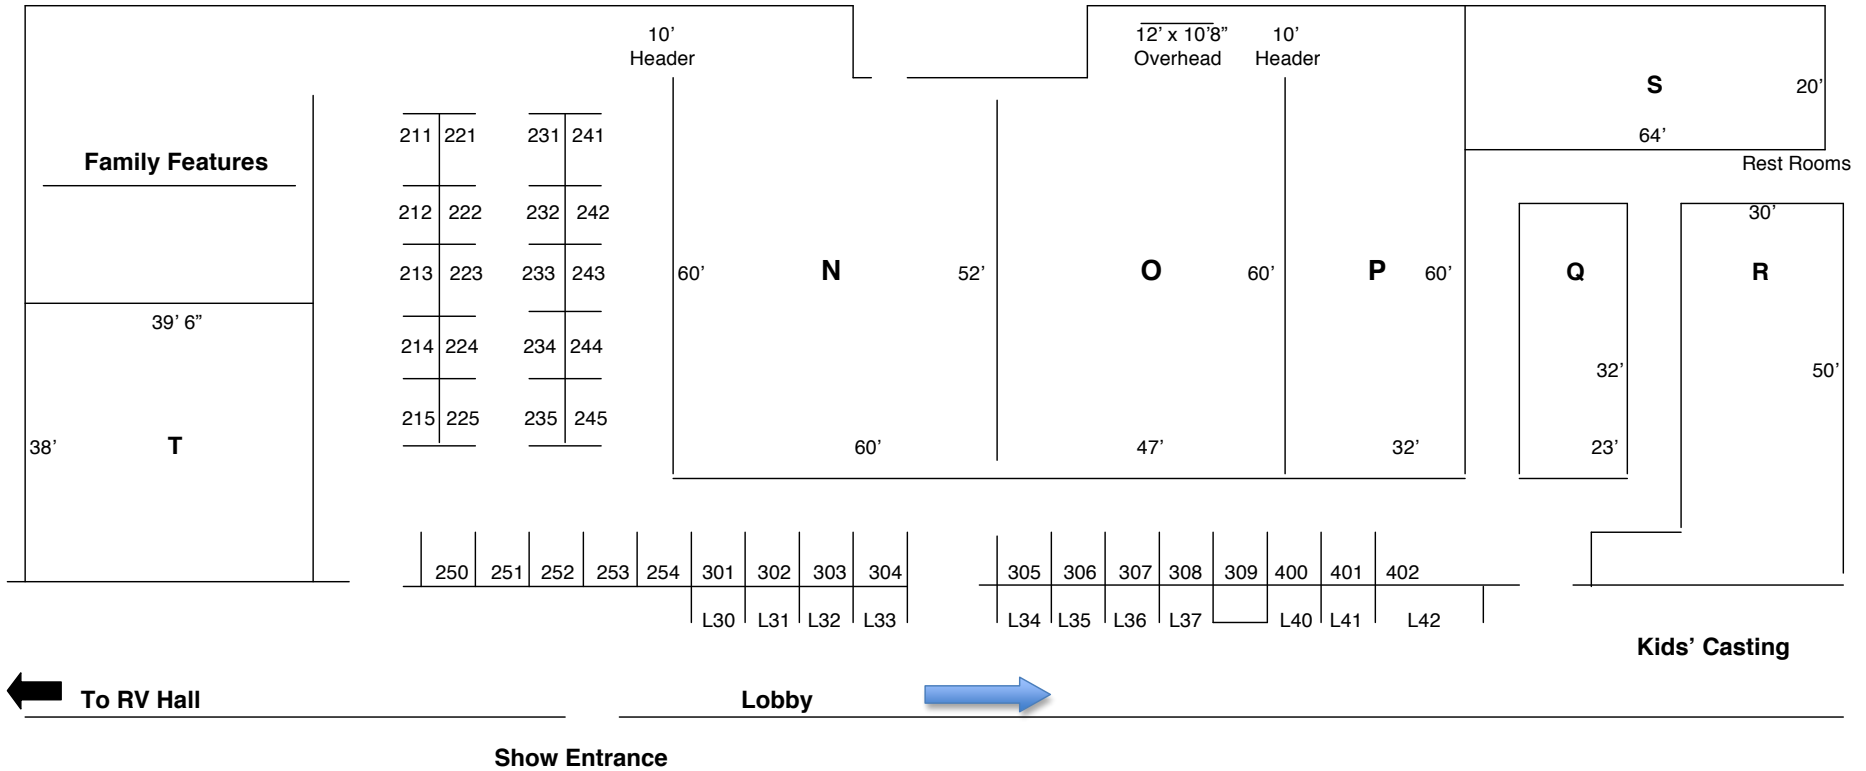 10’ Header
12’ x 10’8” Overhead
10’ Header
S
20’
64’
Rest Rooms
Family Features
211 221 231 241
212 222 232 242
213 223 233 243
214 224 234 244
215 225 235 245
60’ N 52’ O 60’ P 60’
60’ 47’ 32’
30’
Q R
32’ 50’
23’
39’ 6”
38’ T
250 251 252 253 254 301 302 303 304 305 306 307 308 309 400 401 402
L30 L31 L32 L33 L34 L35 L36 L37 L40 L41 L42
Kids’ Casting
To RV Hall
Lobby
Show Entrance